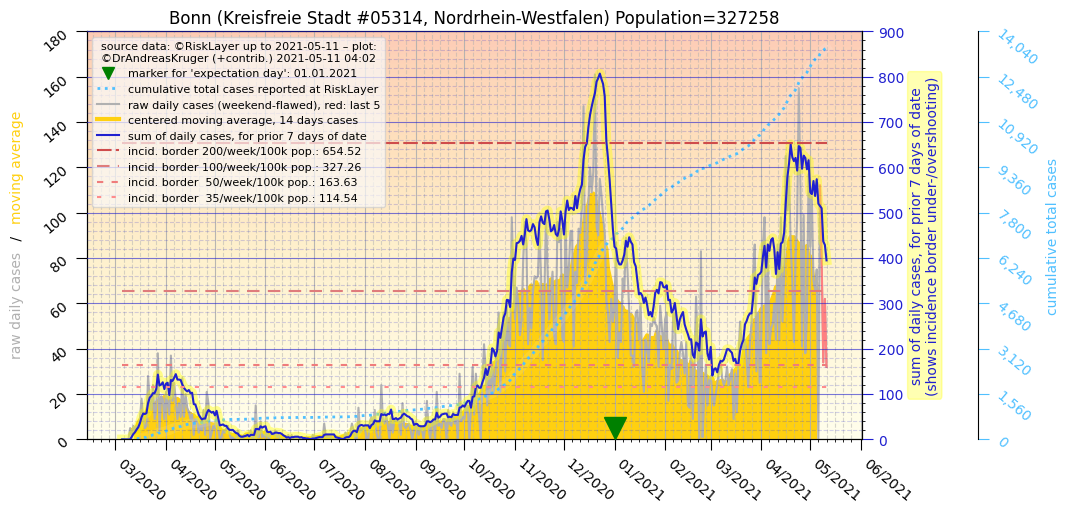 Bonn (Kreisfreie Stadt #05314, Nordrhein-Westfalen) Population=327258
source data: ©RiskLayer up to 2021-05-11 – plot:
©DrAndreasKruger (+contrib.) 2021-05-11 04:02
marker for 'expectation day': 01.01.2021
cumulative total cases reported at RiskLayer
raw daily cases (weekend-flawed), red: last 5
centered moving average, 14 days cases
sum of daily cases, for prior 7 days of date
incid. border 200/week/100k pop.: 654.52
incid. border 100/week/100k pop.: 327.26
incid. border  50/week/100k pop.: 163.63
incid. border  35/week/100k pop.: 114.54
raw daily cases   /   moving average
180
160
140
120
100
80
60
40
20
0
03/2020
04/2020
05/2020
06/2020
07/2020
08/2020
09/2020
10/2020
11/2020
12/2020
01/2021
02/2021
03/2021
04/2021
05/2021
06/2021
900
800
700
600
500
400
300
200
100
0
sum of daily cases, for prior 7 days of date
(shows incidence border under-/overshooting)
14,040
12,480
10,920
9,360
7,800
6,240
4,680
3,120
1,560
0
cumulative total cases